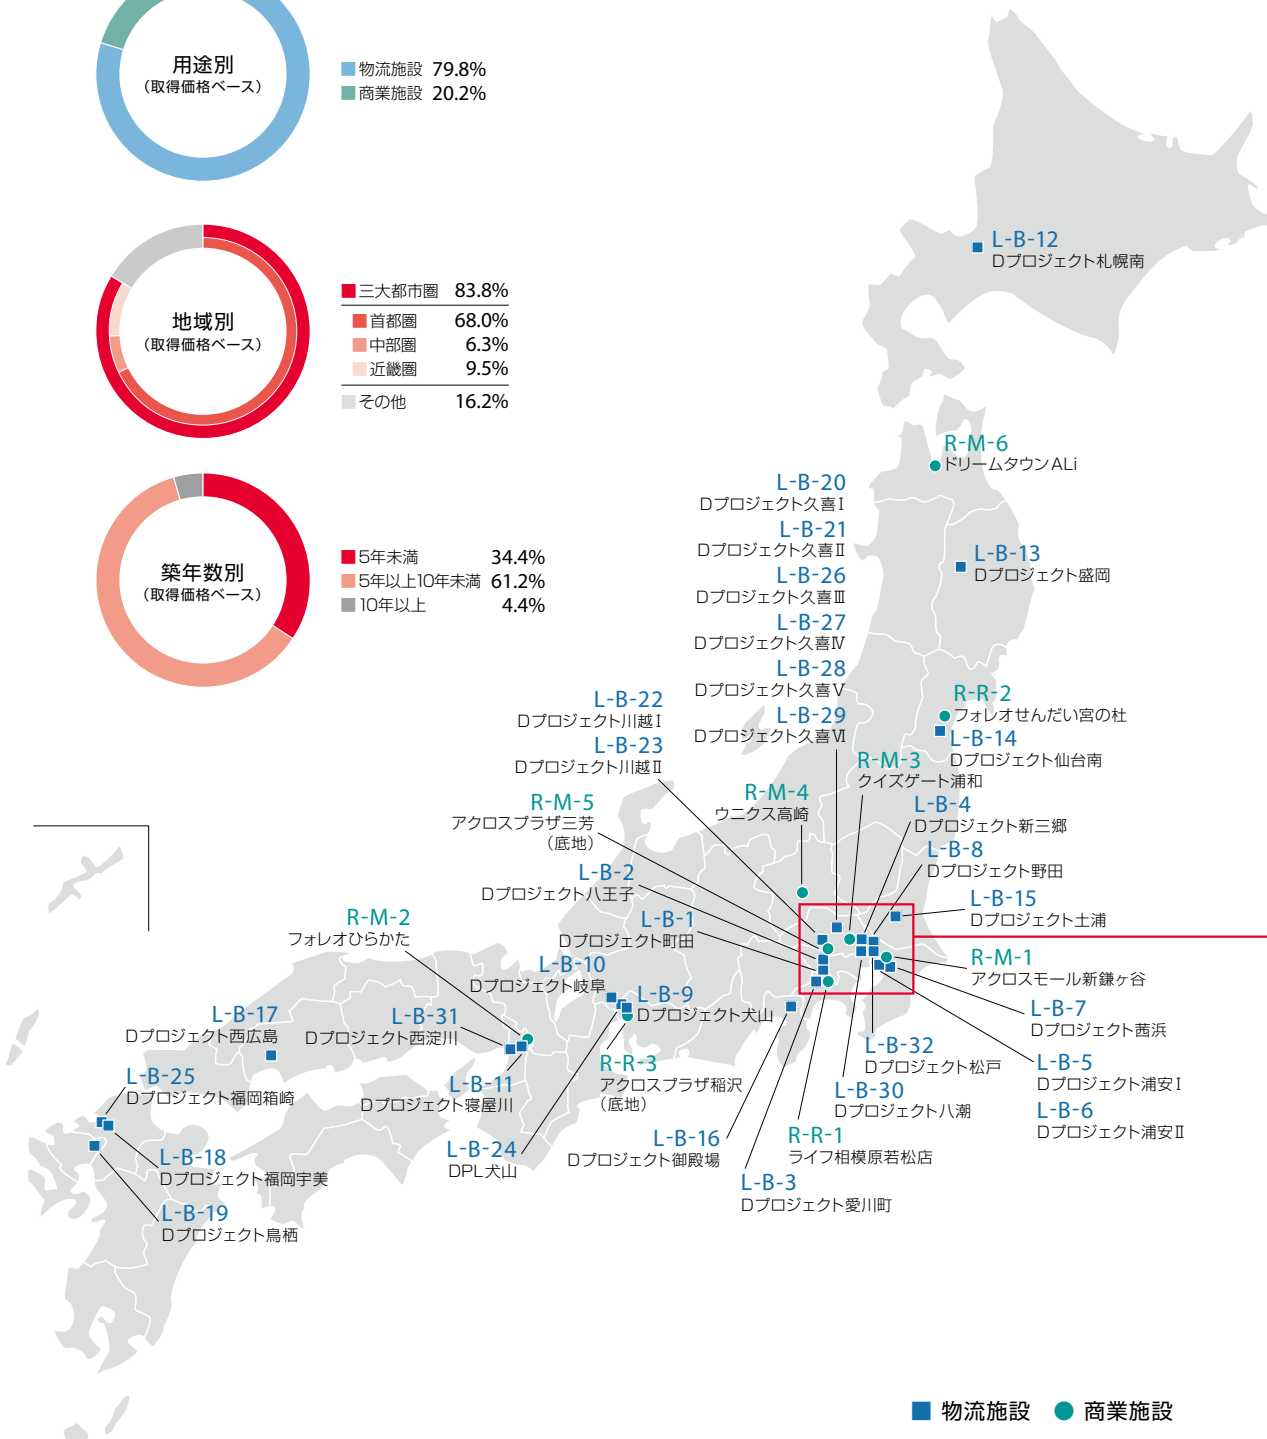 用途別
（取得価格ベース）
物流施設 79.8%
商業施設 20.2%
地域別
（取得価格ベース）
三大都市圏 83.8%
首都圏 68.0%
中部圏 6.3%
近畿圏 9.5%
その他 16.2%
築年数別
（取得価格ベース）
5年未満 34.4%
5年以上10年未満 61.2%
10年以上 4.4%
L-B-12
Dプロジェクト札幌南
R-M-6
ドリームタウンALi
L-B-13
Dプロジェクト盛岡
L-B-20
Dプロジェクト久喜Ⅰ
L-B-21
Dプロジェクト久喜Ⅱ
L-B-26
Dプロジェクト久喜Ⅲ
L-B-27
Dプロジェクト久喜Ⅳ
L-B-28
Dプロジェクト久喜Ⅴ
L-B-29
Dプロジェクト久喜Ⅵ
L-B-22
Dプロジェクト川越Ⅰ
L-B-23
Dプロジェクト川越Ⅱ
R-R-2
フォレオせんだい宮の杜
L-B-14
Dプロジェクト仙台南
R-M-3
クイズゲート浦和
R-M-4
ウニクス高崎
R-M-5
アクロスプラザ三芳
（底地）
L-B-4
Dプロジェクト新三郷
L-B-8
Dプロジェクト野田
L-B-2
Dプロジェクト八王子
L-B-15
Dプロジェクト土浦
L-B-1
Dプロジェクト町田
R-M-2
フォレオひらかた
R-M-1
アクロスモール新鎌ヶ谷
L-B-10
Dプロジェクト岐阜
L-B-9
Dプロジェクト犬山
L-B-7
Dプロジェクト茜浜
L-B-17
Dプロジェクト西広島
L-B-31
Dプロジェクト西淀川
L-B-32
Dプロジェクト松戸
R-R-3
アクロスプラザ稲沢
（底地）
L-B-5
Dプロジェクト浦安Ⅰ
L-B-6
Dプロジェクト浦安Ⅱ
L-B-25
Dプロジェクト福岡箱崎
L-B-11
Dプロジェクト寝屋川
L-B-30
Dプロジェクト八潮
L-B-24
DPL犬山
L-B-16
Dプロジェクト御殿場
R-R-1
ライフ相模原若松店
L-B-18
Dプロジェクト福岡宇美
L-B-3
Dプロジェクト愛川町
L-B-19
Dプロジェクト鳥栖
物流施設 商業施設